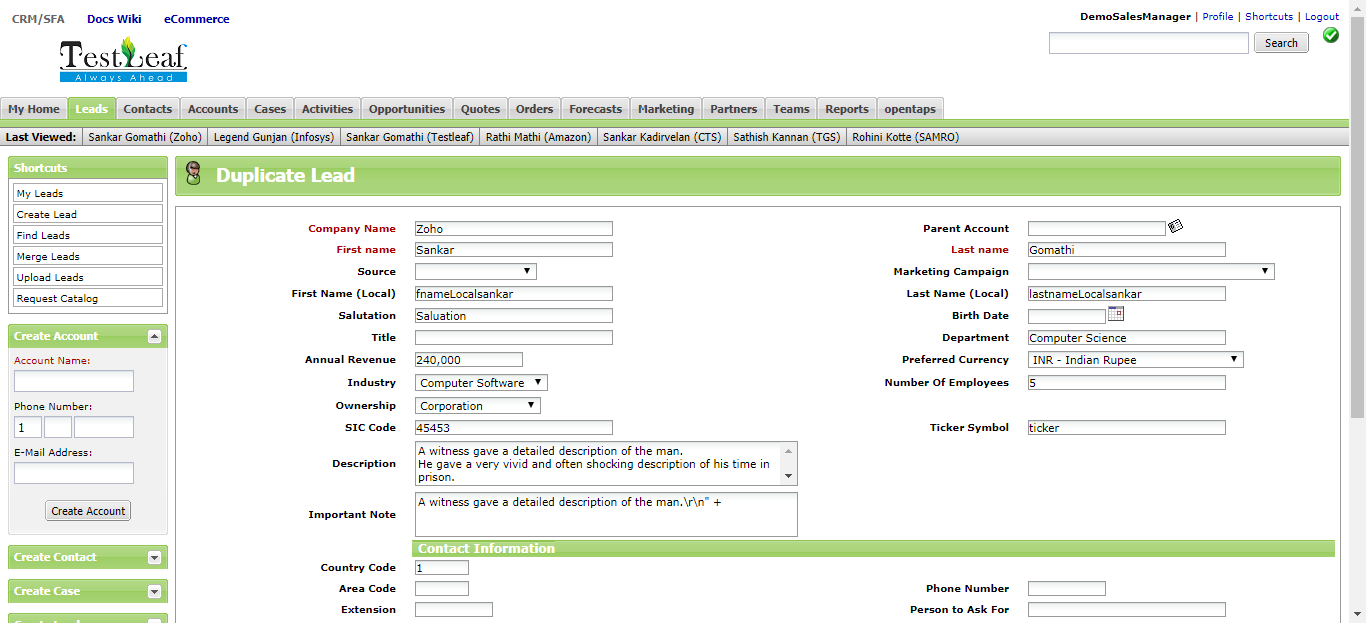 CRM/SFA Docs Wiki eCommerce
DemoSalesManager | Profile | Shortcuts | Logout
TestLeaf
Always Ahead
Search
My Home Leads Contacts Accounts Cases Activities Opportunities Quotes Orders Forecasts Marketing Partners Teams Reports opentaps
Last Viewed: Sankar Gomathi (Zoho) Legend Gunjan (Infosys) Sankar Gomathi (Testleaf) Rathi Mathi (Amazon) Sankar Kadirvelan (CTS) Sathish Kannan (TGS) Rohini Kotte (SAMRO)
Shortcuts
My Leads
Create Lead
Find Leads
Merge Leads
Upload Leads
Request Catalog
Create Account
Account Name:
Phone Number:
1
E-Mail Address:
Create Account
Create Contact
Create Case
Duplicate Lead
Company Name Zoho Parent Account
First name Sankar Last name Gomathi
Source Marketing Campaign
First Name (Local) fnameLocalsankar Last Name (Local) lastnameLocalsankar
Salutation Saluation Birth Date
Title Department Computer Science
Annual Revenue 240,000 Preferred Currency INR - Indian Rupee
Industry Computer Software Number Of Employees 5
Ownership Corporation
SIC Code 45453 Ticker Symbol ticker
Description A witness gave a detailed description of the man.
He gave a very vivid and often shocking description of his time in
prison.
Important Note A witness gave a detailed description of the man.\r\n" +
Contact Information
Country Code 1
Area Code Phone Number
Extension Person to Ask For